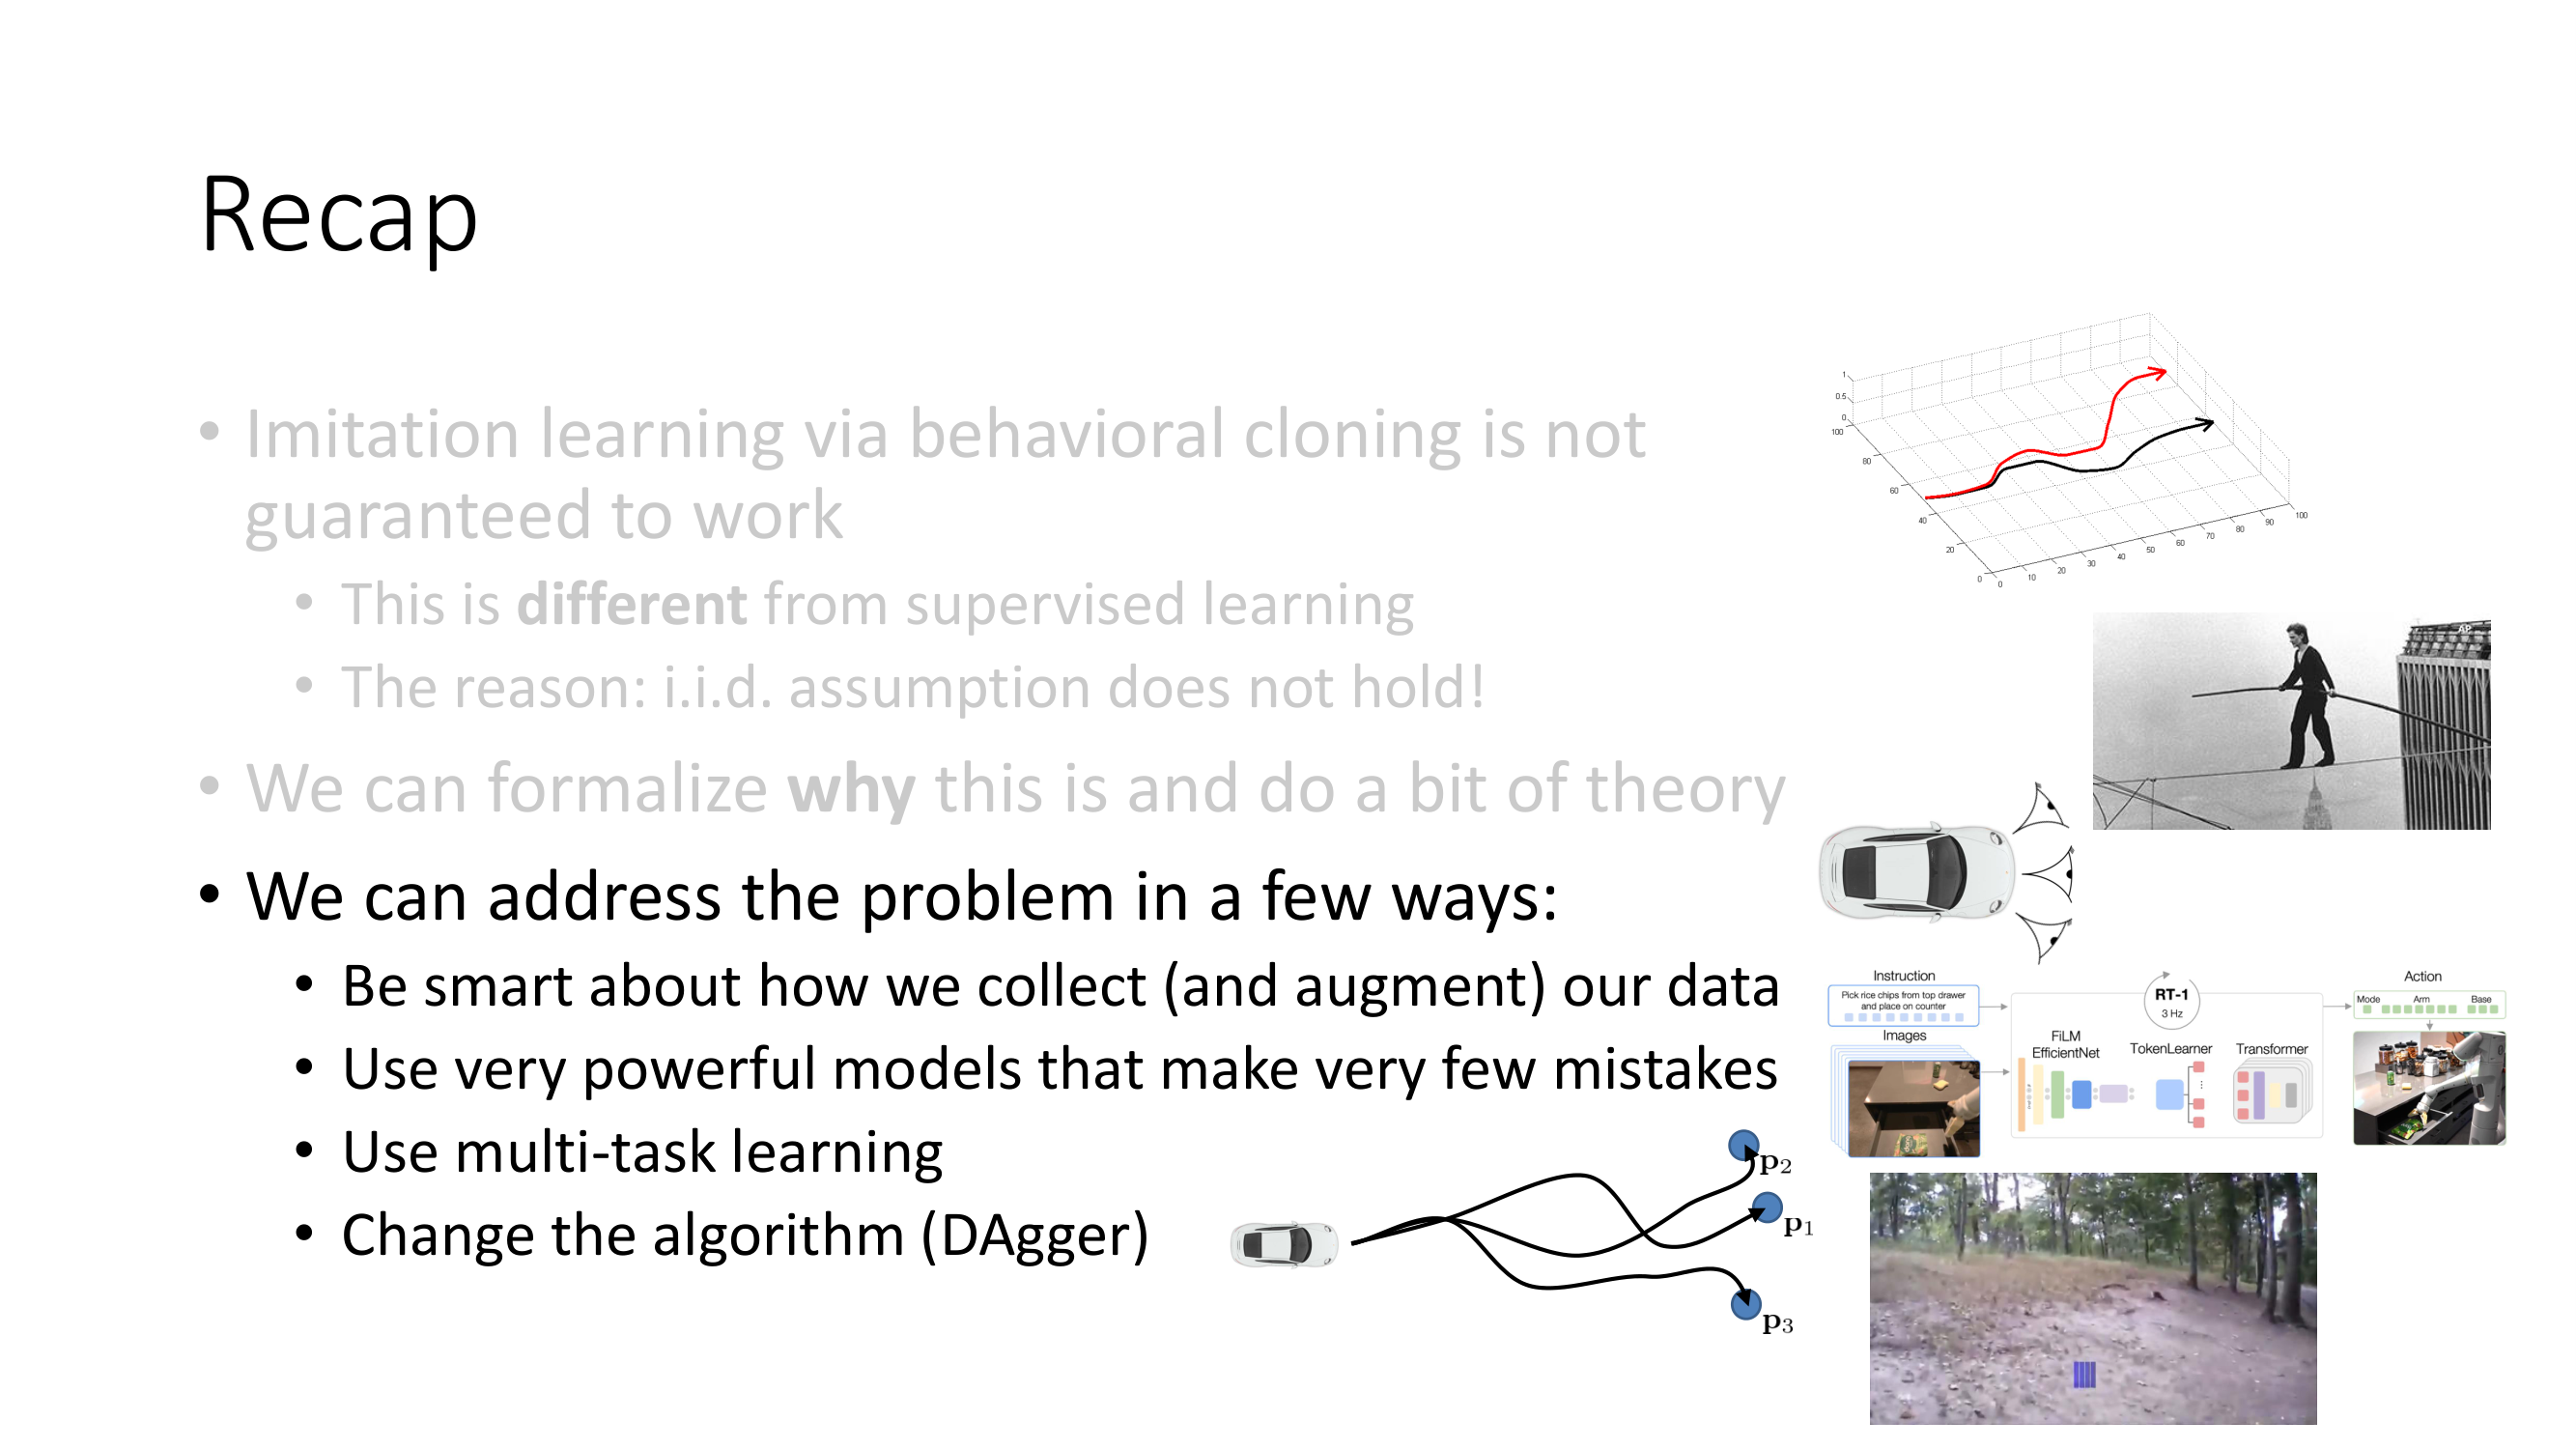 Recap
• Imitation learning via behavioral cloning is not
guaranteed to work
• This is different from supervised learning
• The reason: i.i.d. assumption does not hold!
• We can formalize why this is and do a bit of theory
• We can address the problem in a few ways:
• Be smart about how we collect (and augment) our data
• Use very powerful models that make very few mistakes
• Use multi-task learning
• Change the algorithm (DAgger)
1
0.5
0
100
80
60
40
20
0
0
10
20
30
40
50
60
70
80
90
100
AP
Instruction
Pick rice chips from top drawer
and place on counter
Images
RT-1
3 Hz
FiLM
EfficientNet
TokenLearner
Transformer
Action
Mode Arm Base
p2
p1
p3